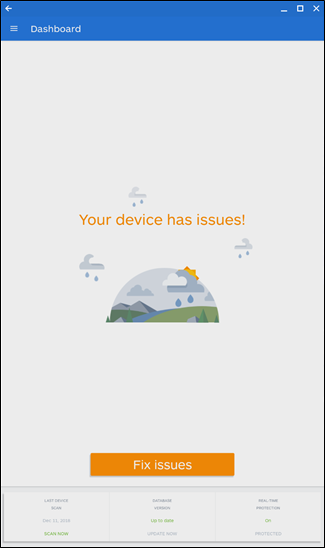 Dashboard
Your device has issues!
Fix issues
LAST DEVICE
SCAN
Dec 11, 2018
SCAN NOW
DATABASE
VERSION
Up to date
UPDATE NOW
REAL-TIME
PROTECTION
On
PROTECTED